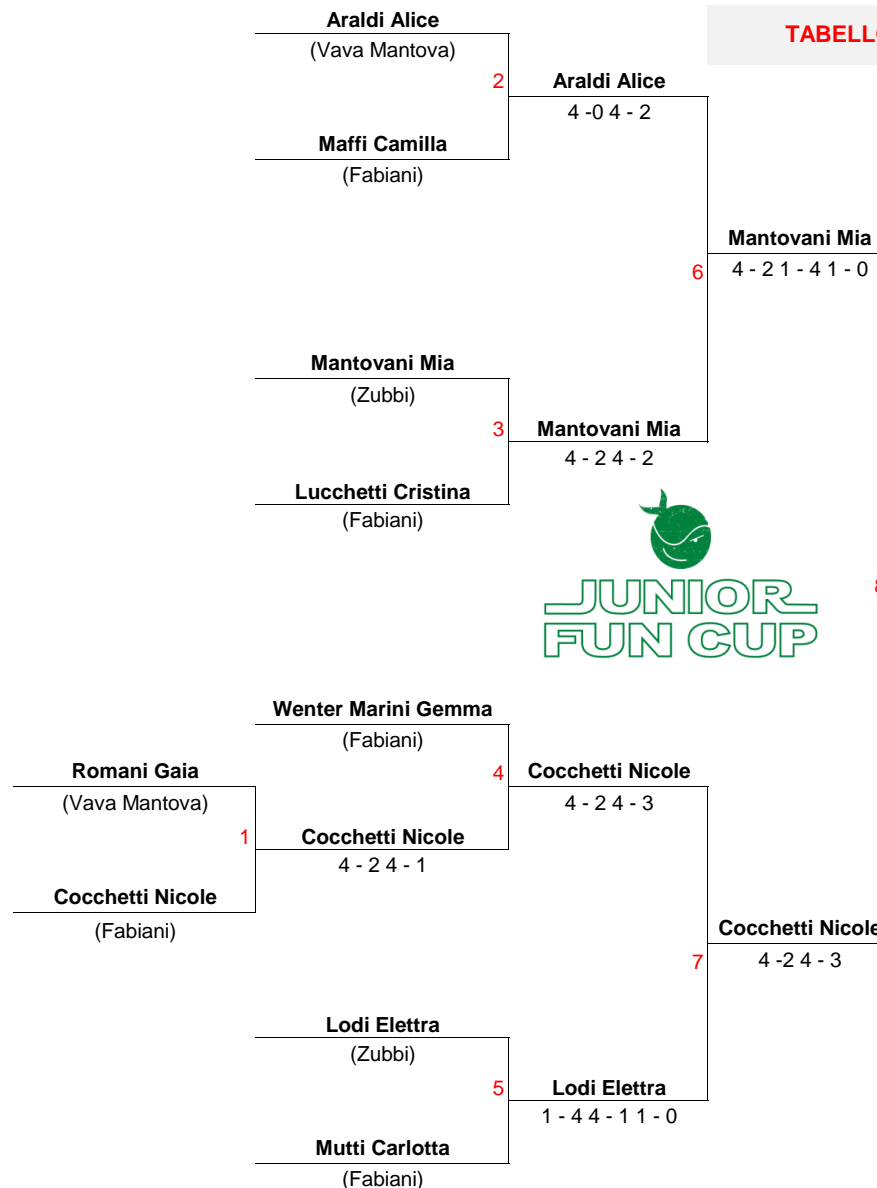 Araldi Alice
TABELLO
(Vava Mantova)
2
Araldi Alice
4 -0 4 - 2
Maffi Camilla
(Fabiani)
Mantovani Mia
6
4 - 2 1 - 4 1 - 0
Mantovani Mia
(Zubbi)
3
Mantovani Mia
4 - 2 4 - 2
Lucchetti Cristina
(Fabiani)
JUNIOR
FUN CUP
8
Wenter Marini Gemma
(Fabiani)
Romani Gaia
4
Cocchetti Nicole
(Vava Mantova)
4 - 2 4 - 3
1
Cocchetti Nicole
4 - 2 4 - 1
Cocchetti Nicole
(Fabiani)
Cocchetti Nicole
7
4 -2 4 - 3
Lodi Elettra
(Zubbi)
5
Lodi Elettra
1 - 4 4 - 1 1 - 0
Mutti Carlotta
(Fabiani)